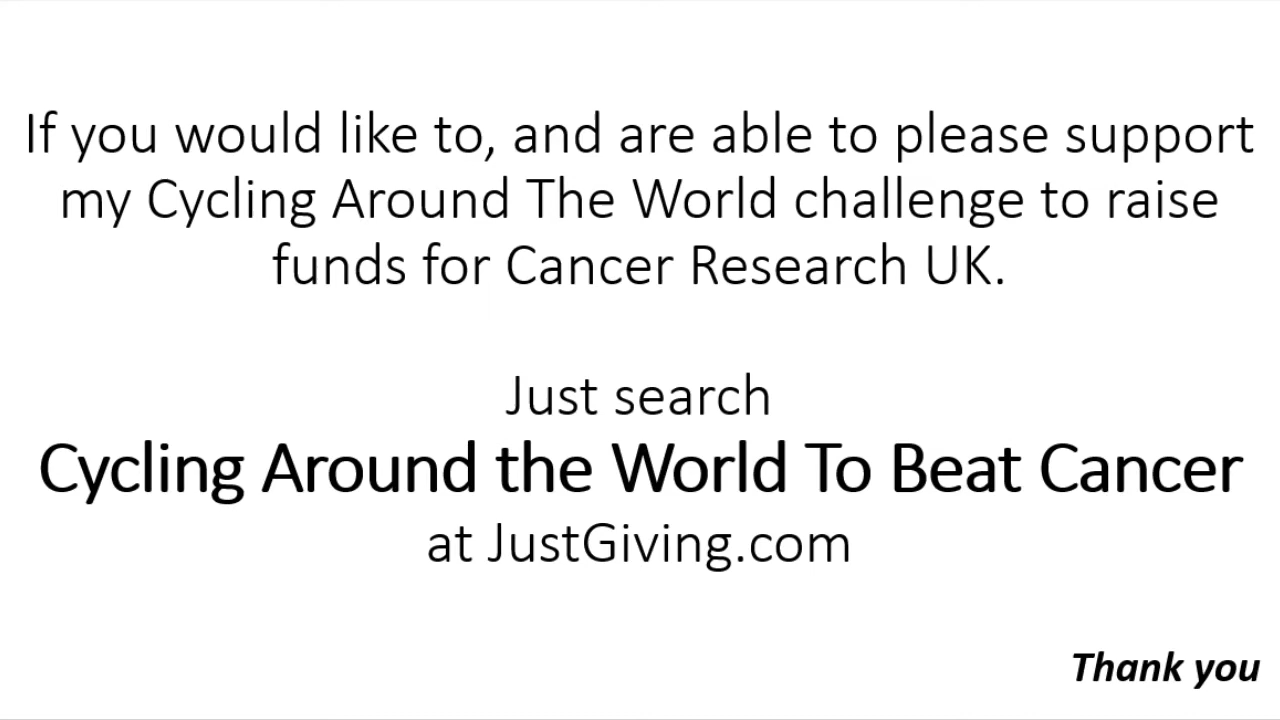 If you would like to, and are able to please support
my Cycling Around The World challenge to raise
funds for Cancer Research UK.
Just search
Cycling Around the World To Beat Cancer
at JustGiving.com
Thank you